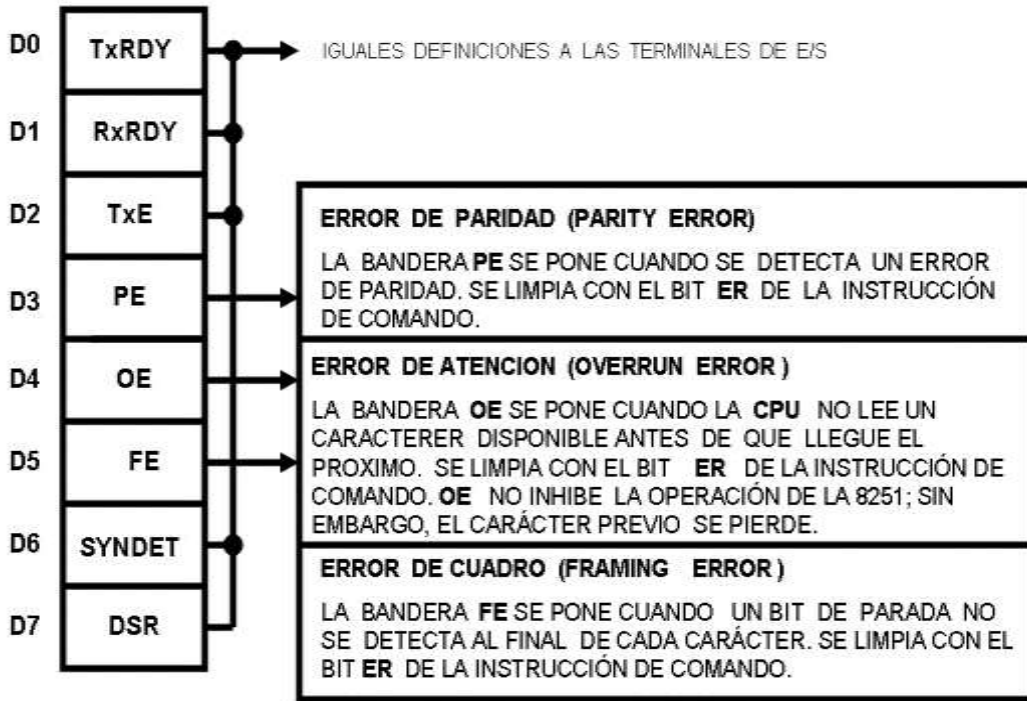 D0 TxRDY IGUALES DEFINICIONES A LAS TERMINALES DE E/S
D1 RxRDY
D2 TxE
D3 PE
D4 OE
D5 FE
D6 SYNDET
D7 DSR
ERROR DE PARIDAD (PARITY ERROR)
LA BANDERA PE SE PONE CUANDO SE DETECTA UN ERROR
DE PARIDAD. SE LIMPIA CON EL BIT ER DE LA INSTRUCCIÓN
DE COMANDO.
ERROR DE ATENCION (OVERRUN ERROR )
LA BANDERA OE SE PONE CUANDO LA CPU NO LEE UN
CARACTERER DISPONIBLE ANTES DE QUE LLEGUE EL
PROXIMO. SE LIMPIA CON EL BIT ER DE LA INSTRUCCIÓN DE
COMANDO. OE NO INHIBE LA OPERACIÓN DE LA 8251; SIN
EMBARGO, EL CARÁCTER PREVIO SE PIERDE.
ERROR DE CUADRO (FRAMING ERROR )
LA BANDERA FE SE PONE CUANDO UN BIT DE PARADA NO
SE DETECTA AL FINAL DE CADA CARÁCTER. SE LIMPIA CON EL
BIT ER DE LA INSTRUCCIÓN DE COMANDO.